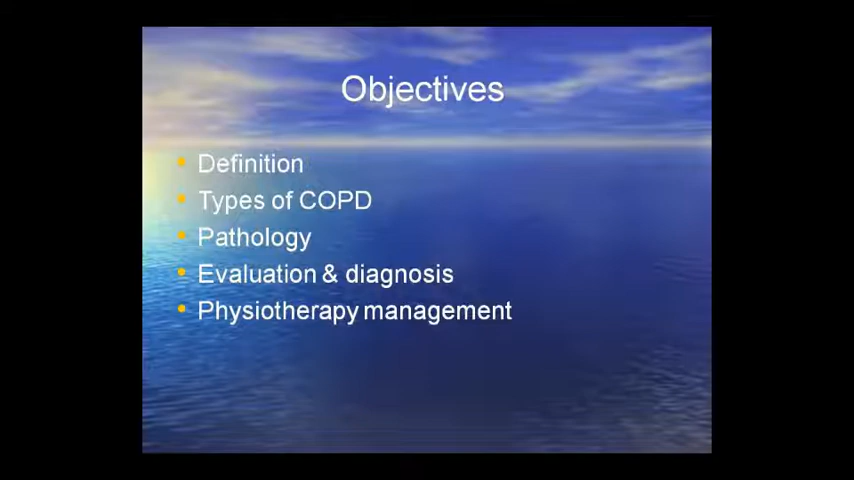 Objectives
• Definition
• Types of COPD
• Pathology
• Evaluation & diagnosis
• Physiotherapy management